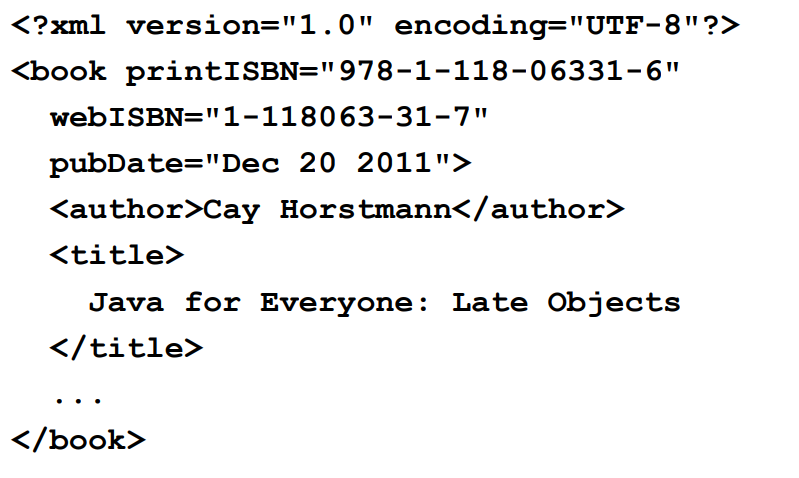 <?xml version="1.0" encoding="UTF-8"?>
<book printISBN="978-1-118-06331-6"
webISBN="1-118063-31-7"
pubDate="Dec 20 2011">
<author>Cay Horstmann</author>
<title>
Java for Everyone: Late Objects
</title>
...
</book>